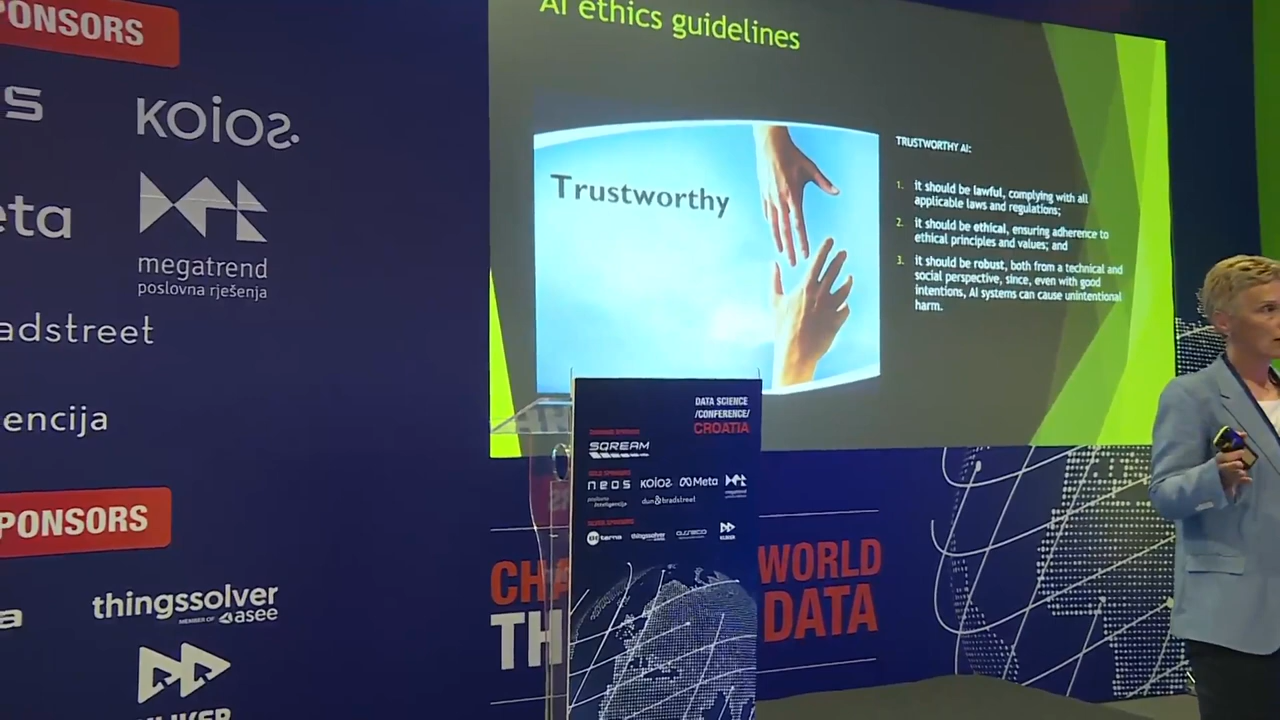 PONSORS
S
KOIOS.
eta
megatrend
poslovna rješenja
adstreet
encija
PONSORS
a
thingssolver
MEMBER OF asee
AI ethics guidelines
Trustworthy
TRUSTWORTHY AI:
1. it should be lawful, complying with all
applicable laws and regulations;
2. it should be ethical, ensuring adherence to
ethical principles and values; and
3. it should be robust, both from a technical and
social perspective, since, even with good
intentions, AI systems can cause unintentional
harm.
DATA SCIENCE
/CONFERENCE/
CROATIA
SQREAM
neos KOIOS Meta
megatrend
poslovna
inteligencija
dun&bradstreet
thingssolver
CHA WORLD
TH DATA